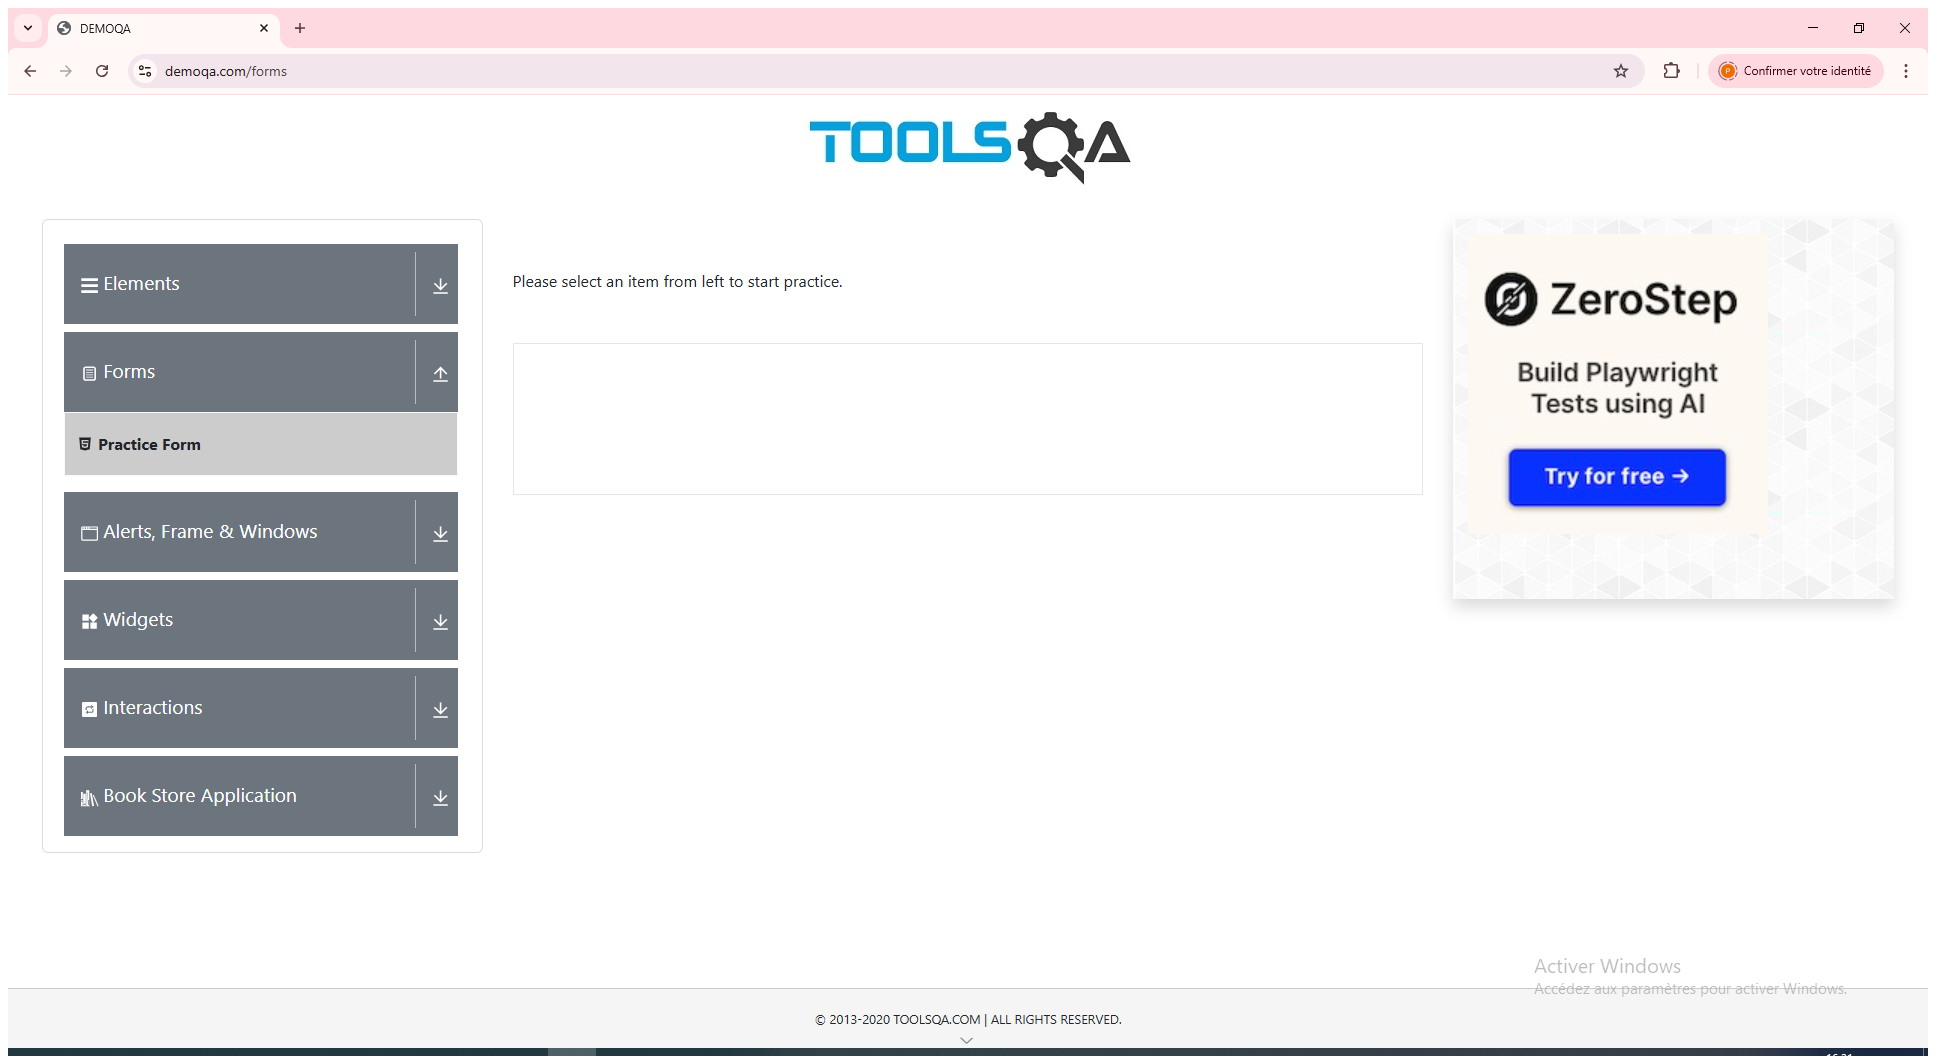 DEMOQA
demoqa.com/forms
Confirmer votre identité
TOOLSQA
Elements
Forms
Practice Form
Alerts, Frame & Windows
Widgets
Interactions
Book Store Application
Please select an item from left to start practice.
ZeroStep
Build Playwright
Tests using AI
Try for free →
Activer Windows
Accédez aux paramètres pour activer Windows.
© 2013-2020 TOOLSQA.COM | ALL RIGHTS RESERVED.